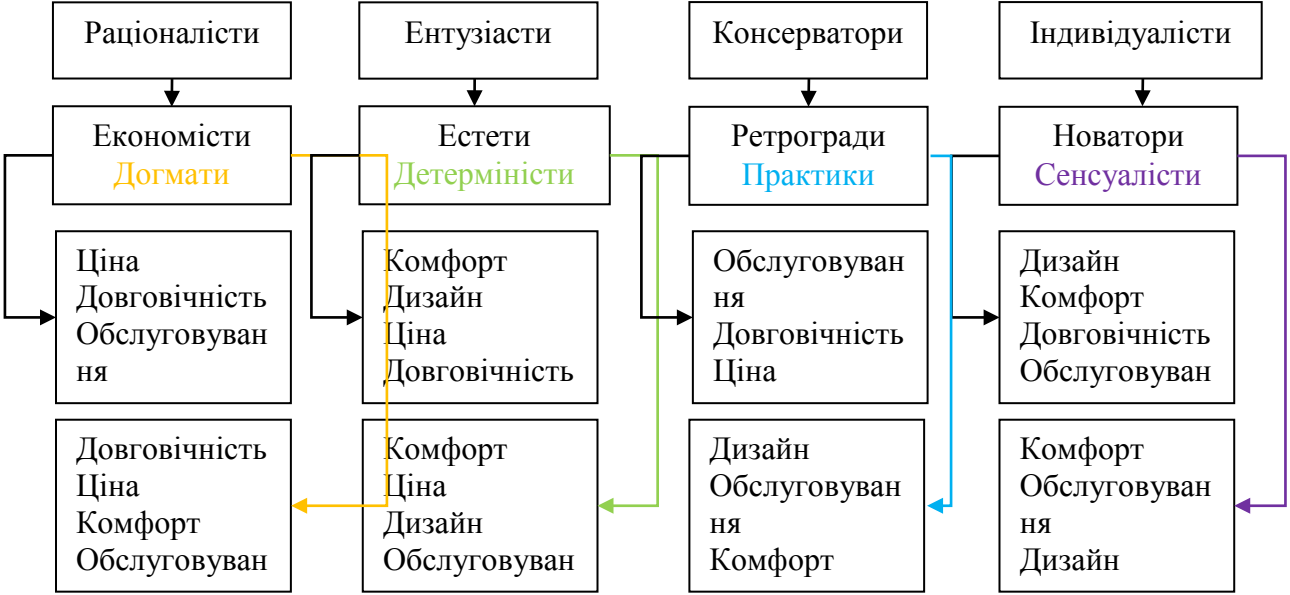 Раціоналісти
Ентузіасти
Консерватори
Індивідуалісти
Економісти
Догмати
Естети
Детерміністи
Ретрогради
Практики
Новатори
Сенсуалісти
Ціна
Довговічність
Обслуговуван
ня
Комфорт
Дизайн
Ціна
Довговічність
Обслуговуван
ня
Довговічність
Ціна
Дизайн
Комфорт
Довговічність
Обслуговуван
Довговічність
Ціна
Комфорт
Обслуговуван
Комфорт
Ціна
Дизайн
Обслуговуван
Дизайн
Обслуговуван
ня
Комфорт
Комфорт
Обслуговуван
ня
Дизайн